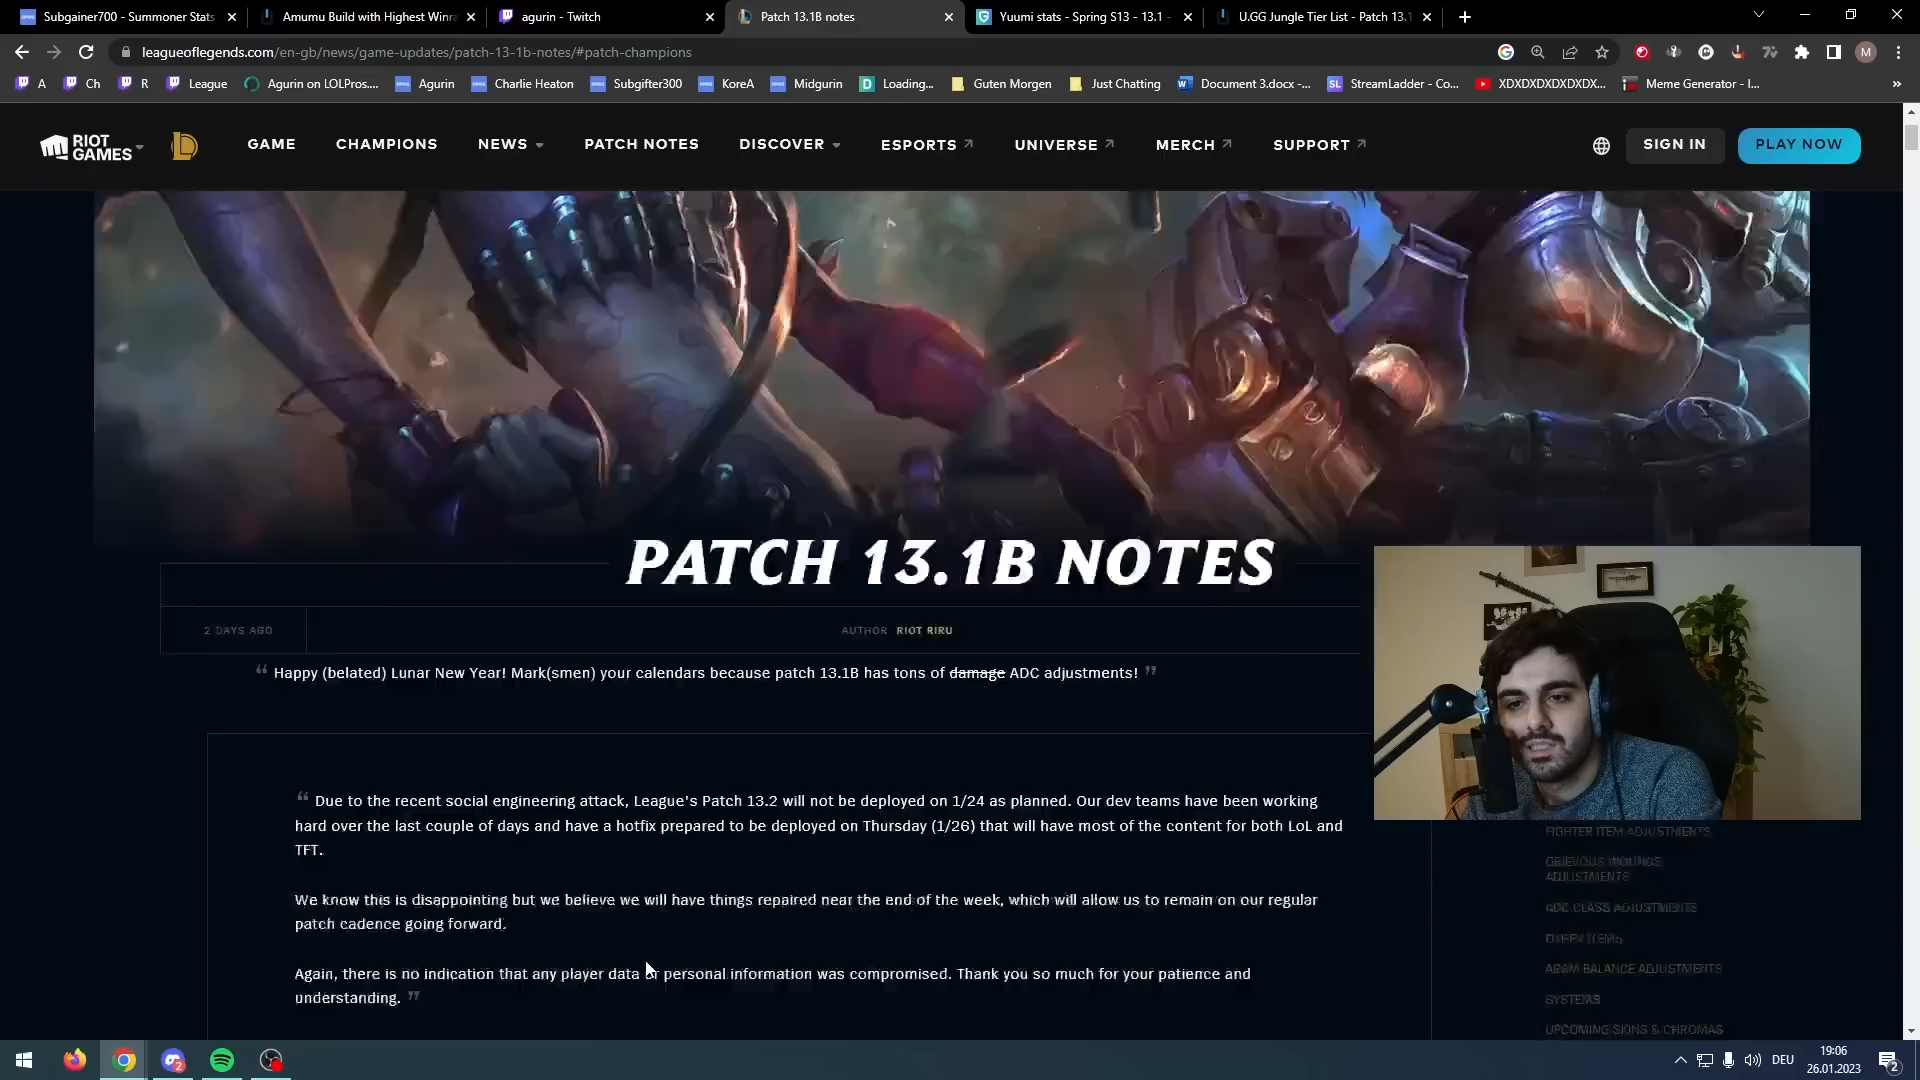 Subgainer700 - Summoner Stats
Amumu Build with Highest Winra
agurin - Twitch
Patch 13.1B notes
Yuumi stats - Spring S13 - 13.1 -
U.GG Jungle Tier List - Patch 13.1
leagueoflegends.com/en-gb/news/game-updates/patch-13-1b-notes/#patch-champions
M
A
Ch
R
League
Agurin on LOLPros....
Agurin
Charlie Heaton
Subgifter300
KoreA
Midgurin
Loading...
Guten Morgen
Just Chatting
Document 3.docx -...
StreamLadder - Co...
XDXDXDXDXDXDX...
Meme Generator - I...
RIOT GAMES
GAME
CHAMPIONS
NEWS
PATCH NOTES
DISCOVER
ESPORTS
UNIVERSE
MERCH
SUPPORT
SIGN IN
PLAY NOW
PATCH 13.1B NOTES
2 DAYS AGO
AUTHOR RIOT RIRU
“ Happy (belated) Lunar New Year! Mark(smen) your calendars because patch 13.1B has tons of damage ADC adjustments! ”
“ Due to the recent social engineering attack, League's Patch 13.2 will not be deployed on 1/24 as planned. Our dev teams have been working
hard over the last couple of days and have a hotfix prepared to be deployed on Thursday (1/26) that will have most of the content for both LoL and
TFT.
We know this is disappointing but we believe we will have things repaired near the end of the week, which will allow us to remain on our regular
patch cadence going forward.
Again, there is no indication that any player data or personal information was compromised. Thank you so much for your patience and
understanding. ”
FIGHTER ITEM ADJUSTMENTS
GRIEVOUS WOUNDS
ADJUSTMENTS
ADC CLASS ADJUSTMENTS
OTHER ITEMS
ARAM BALANCE ADJUSTMENTS
SYSTEMS
UPCOMING SKINS & CHROMAS
2
DEU
19:06
26.01.2023
2